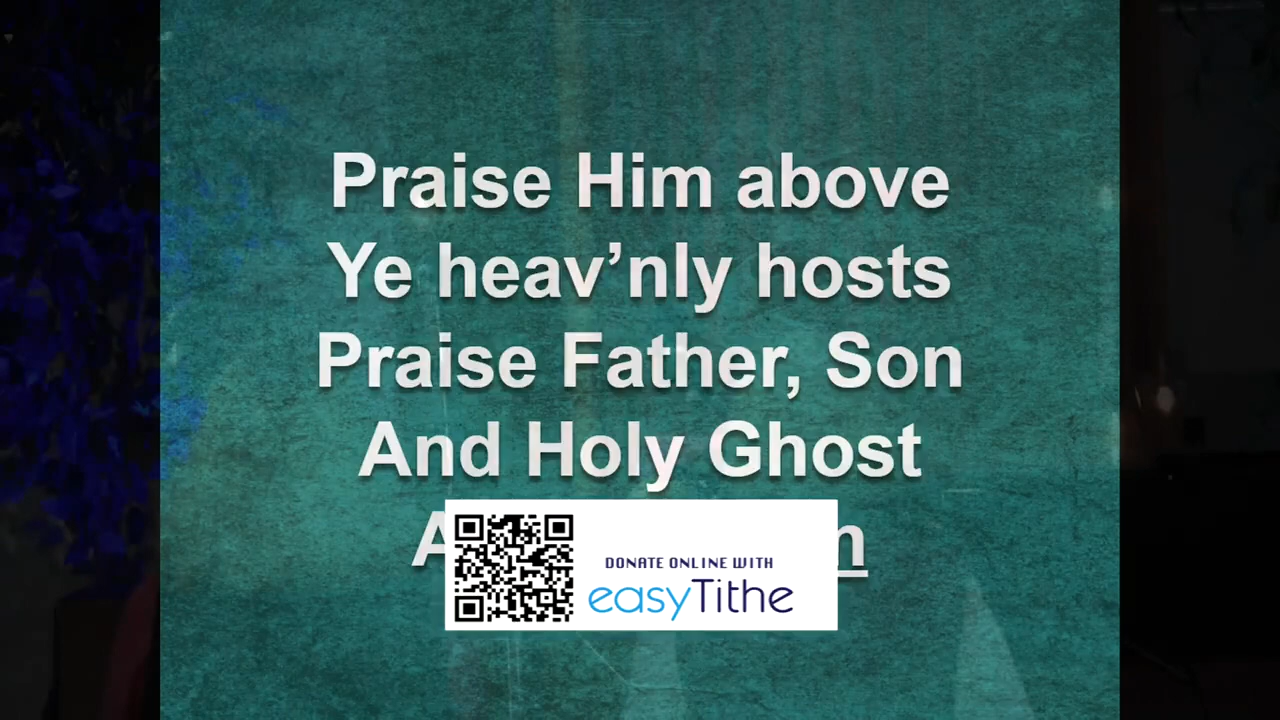 Praise Him above
Ye heav’nly hosts
Praise Father, Son
And Holy Ghost
DONATE ONLINE WITH
easyTithe